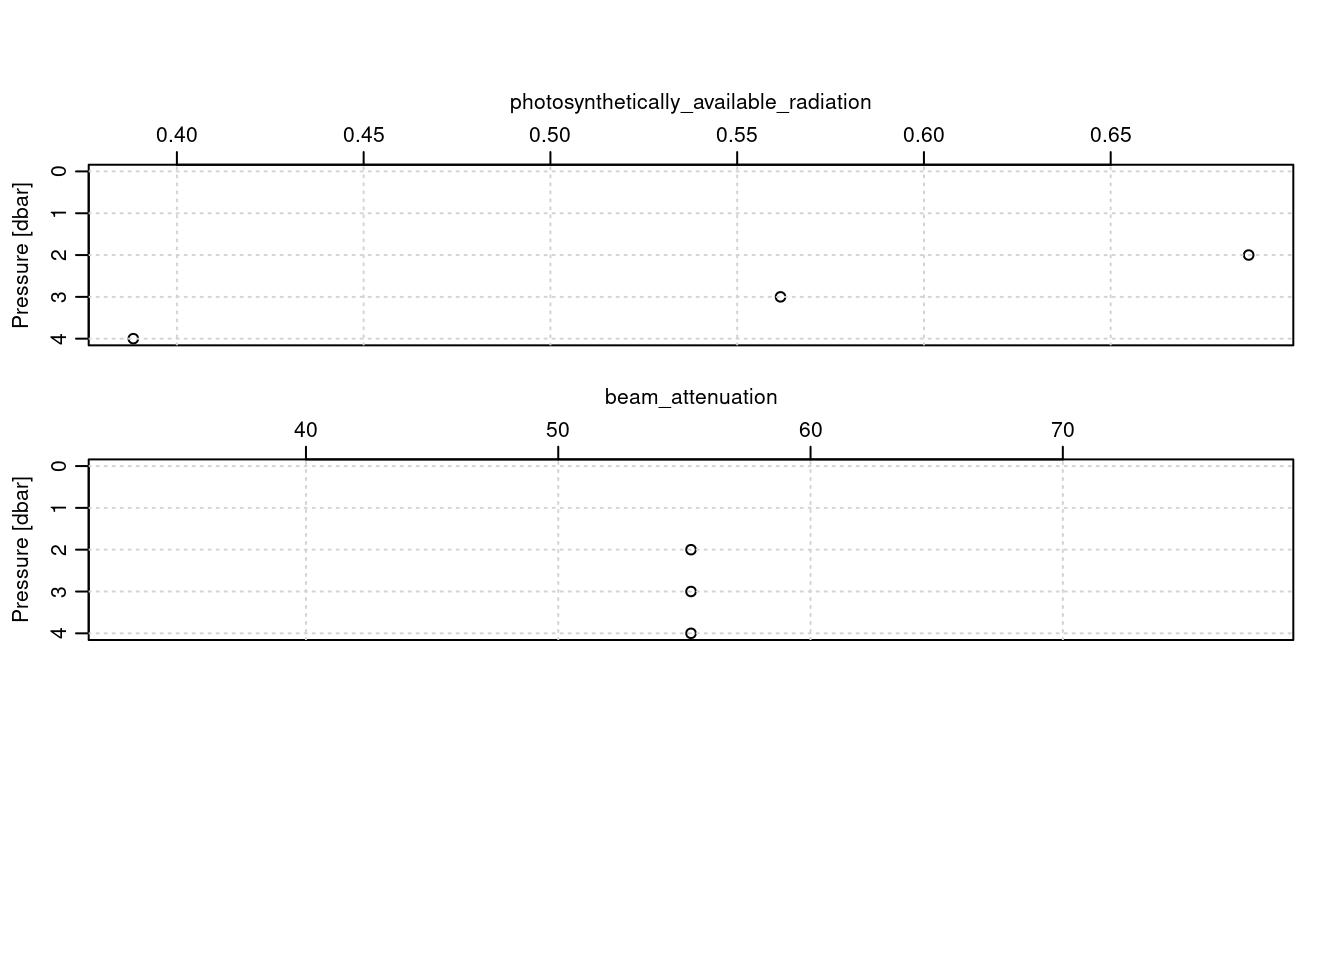 photosynthetically_available_radiation
0.40 0.45 0.50 0.55 0.60 0.65
Pressure [dbar]
0
1
2
3
4
beam_attenuation
40 50 60 70
Pressure [dbar]
0
1
2
3
4